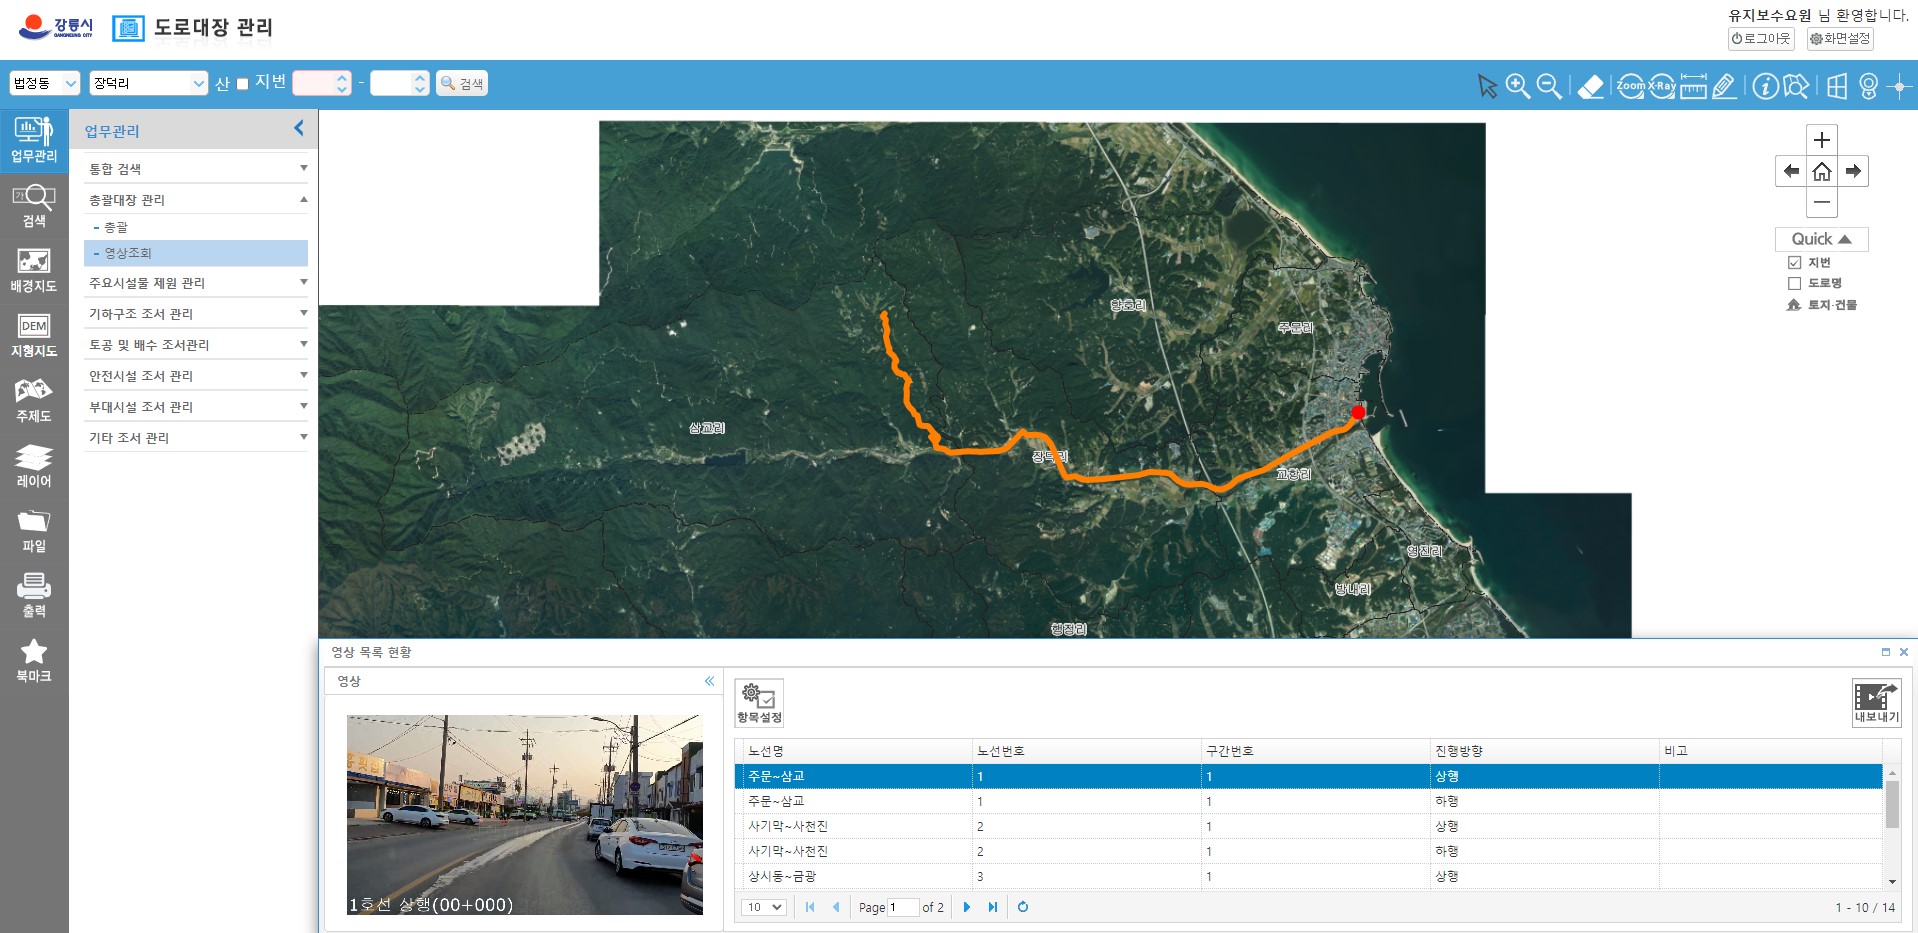 강릉시
GANGNEUNG CITY
도로대장 관리
유지보수요원 님 환영합니다.
로그아웃
화면설정
법정동
장덕리
산
지번
-
검색
Zoom
X-Ray
업무관리
검색
배경지도
DEM
지형지도
주제도
레이어
파일
출력
북마크
업무관리
통합 검색
총괄대장 관리
- 총괄
- 영상조회
주요시설물 제원 관리
기하구조 조서 관리
토공 및 배수 조서관리
안전시설 조서 관리
부대시설 조서 관리
기타 조서 관리
향호리
주문리
삼교리
장덕리
교항리
영진리
방내리
행정리
Quick
지번
도로명
토지·건물
영상 목록 현황
영상
1호선 상행(00+000)
항목설정
내보내기
노선명 노선번호 구간번호 진행방향 비고
주문~삼교 1 1 상행
주문~삼교 1 1 하행
사기막~사천진 2 1 상행
사기막~사천진 2 1 하행
상시동~금광 3 1 상행
10
Page 1 of 2
1 - 10 / 14